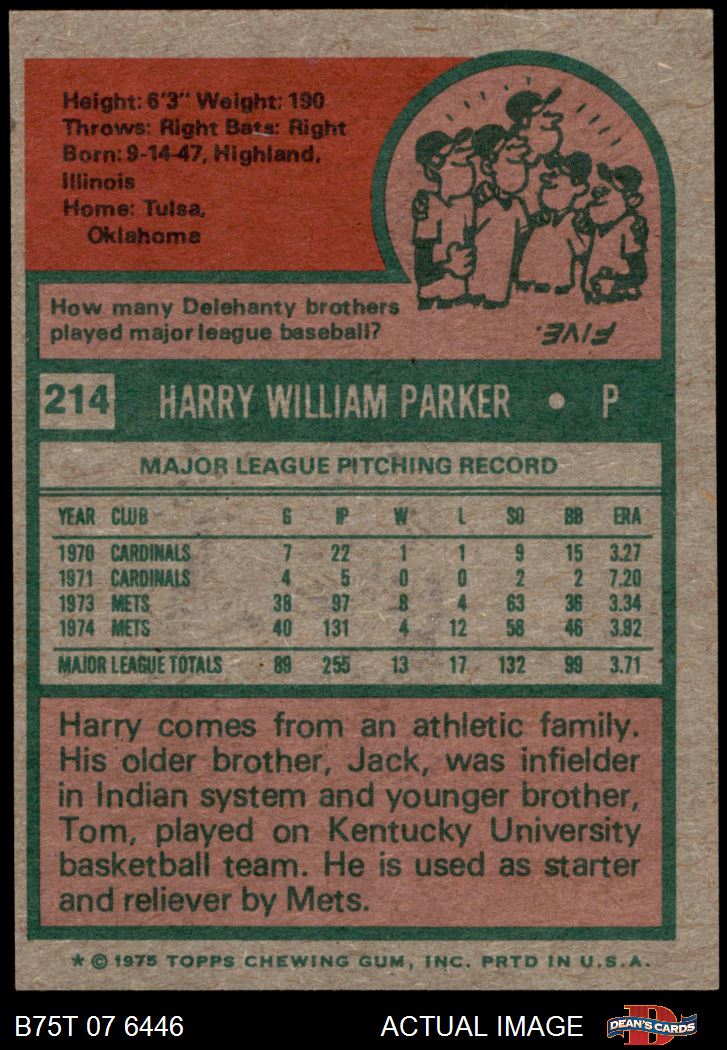 Height: 6'3" Weight: 190
Throws: Right Bats: Right
Born: 9-14-47, Highland,
Illinois
Home: Tulsa,
Oklahoma
How many Delehanty brothers
played major league baseball?
FIVE.
214 HARRY WILLIAM PARKER • P
MAJOR LEAGUE PITCHING RECORD
YEAR CLUB G IP W L SO BB ERA
1970 CARDINALS 7 22 1 1 9 15 3.27
1971 CARDINALS 4 5 0 0 2 2 7.20
1973 METS 38 97 8 4 63 36 3.34
1974 METS 40 131 4 12 58 46 3.92
MAJOR LEAGUE TOTALS 89 255 13 17 132 99 3.71
Harry comes from an athletic family.
His older brother, Jack, was infielder
in Indian system and younger brother,
Tom, played on Kentucky University
basketball team. He is used as starter
and reliever by Mets.
* © 1975 TOPPS CHEWING GUM, INC. PRTD IN U.S.A.
B75T 07 6446 ACTUAL IMAGE
DEAN'S CARDS